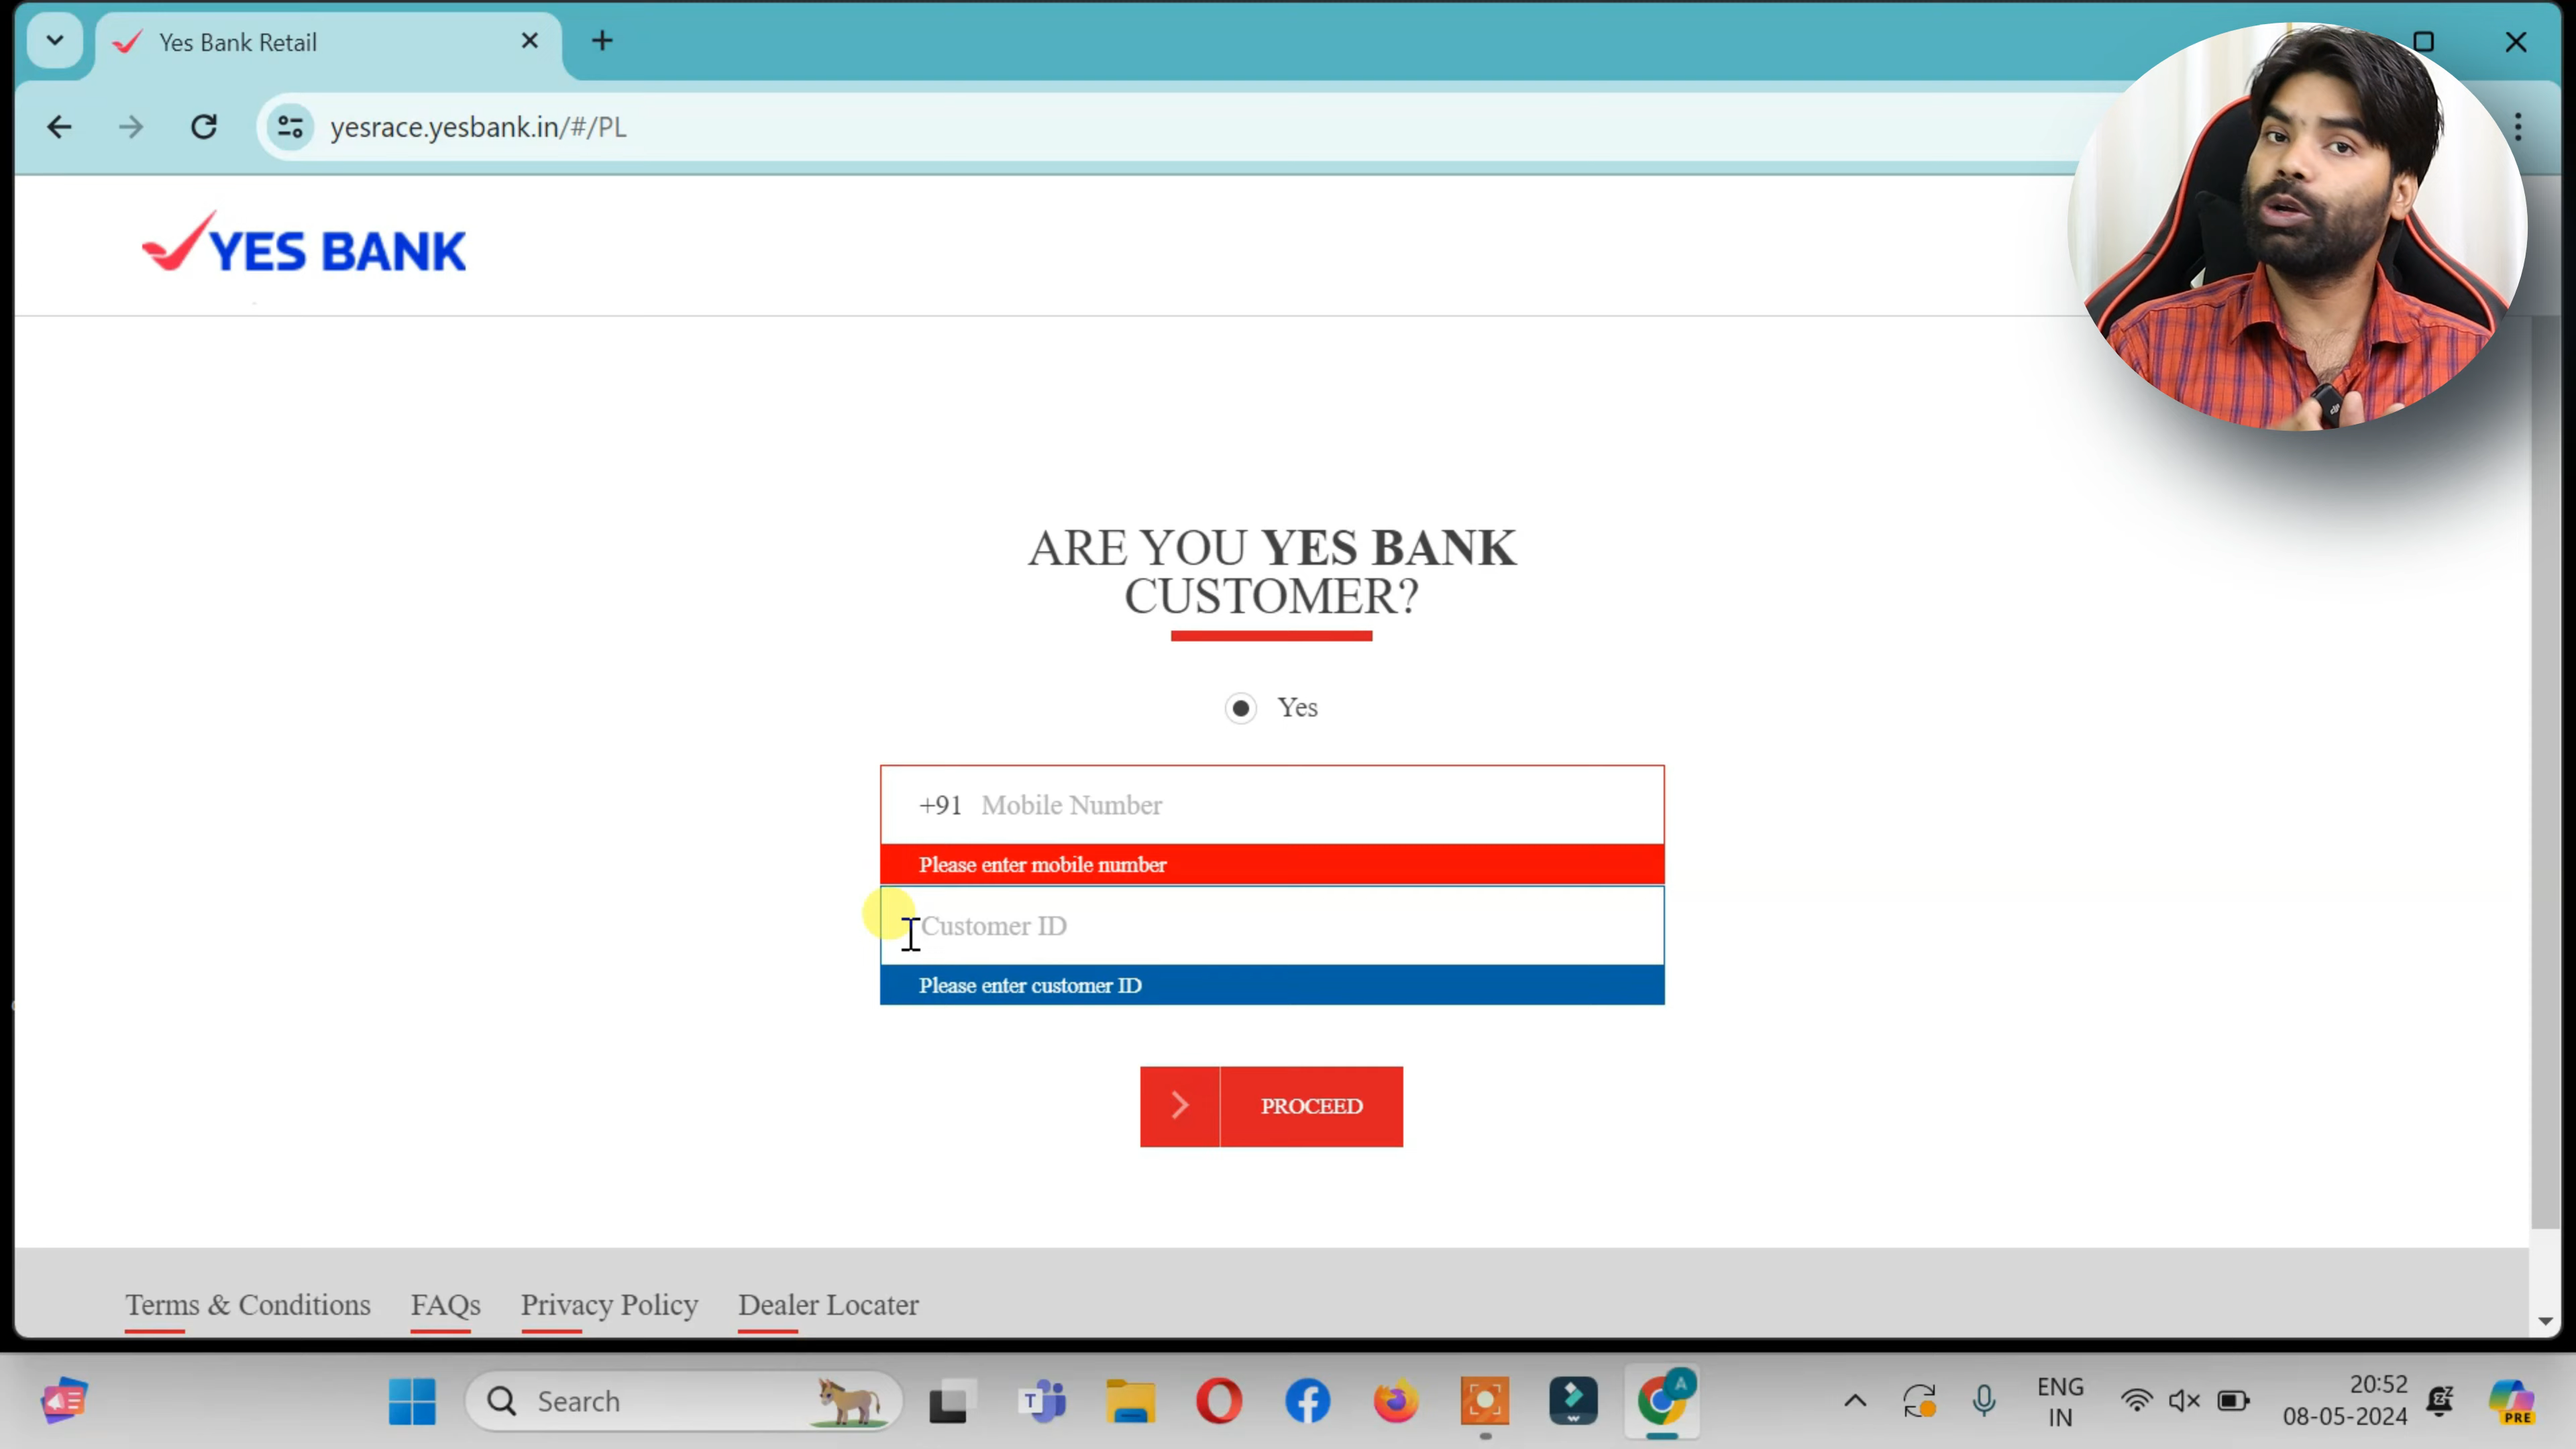 Yes Bank Retail
yesrace.yesbank.in/#/PL
YES BANK
ARE YOU YES BANK
CUSTOMER?
Yes
+91 Mobile Number
Please enter mobile number
Customer ID
Please enter customer ID
PROCEED
Terms & Conditions FAQs Privacy Policy Dealer Locater
Search
ENG
IN
20:52
08-05-2024
PRE